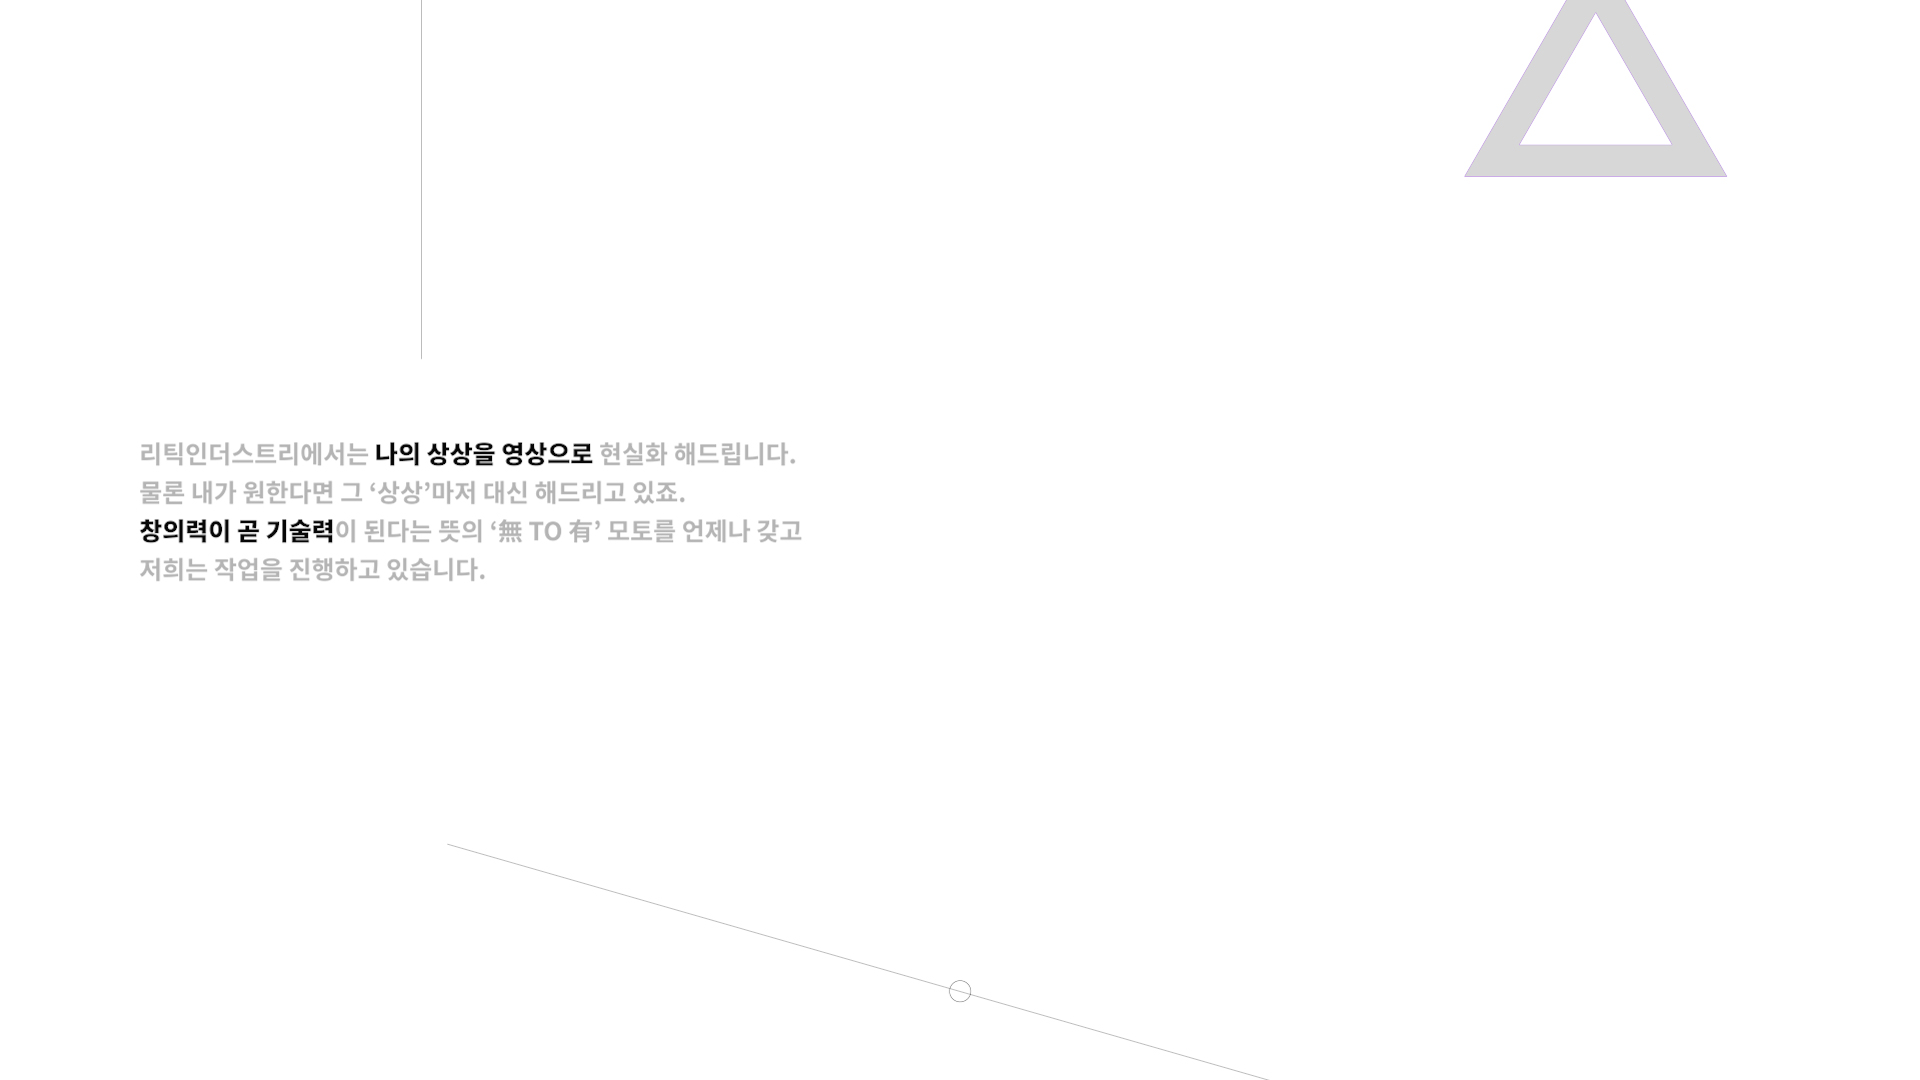 리틱인더스트리에서는 나의 상상을 영상으로 현실화 해드립니다.
물론 내가 원한다면 그 ‘상상’마저 대신 해드리고 있죠.
창의력이 곧 기술력이 된다는 뜻의 ‘無 TO 有’ 모토를 언제나 갖고
저희는 작업을 진행하고 있습니다.